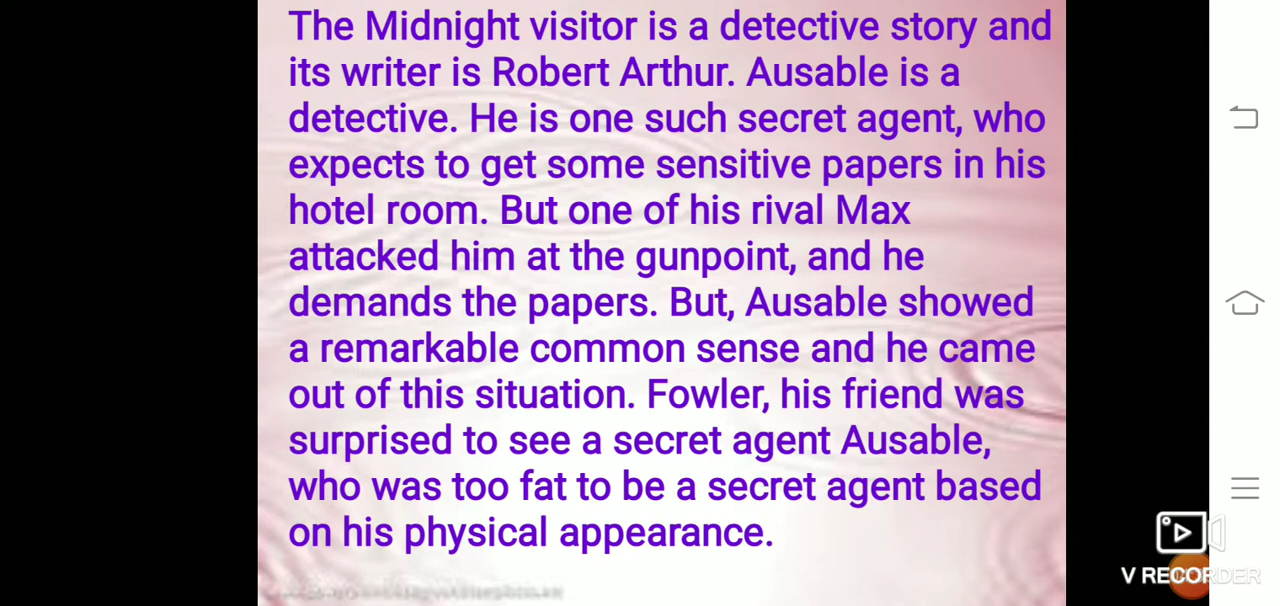 The Midnight visitor is a detective story and
its writer is Robert Arthur. Ausable is a
detective. He is one such secret agent, who
expects to get some sensitive papers in his
hotel room. But one of his rival Max
attacked him at the gunpoint, and he
demands the papers. But, Ausable showed
a remarkable common sense and he came
out of this situation. Fowler, his friend was
surprised to see a secret agent Ausable,
who was too fat to be a secret agent based
on his physical appearance.
V RECORDER